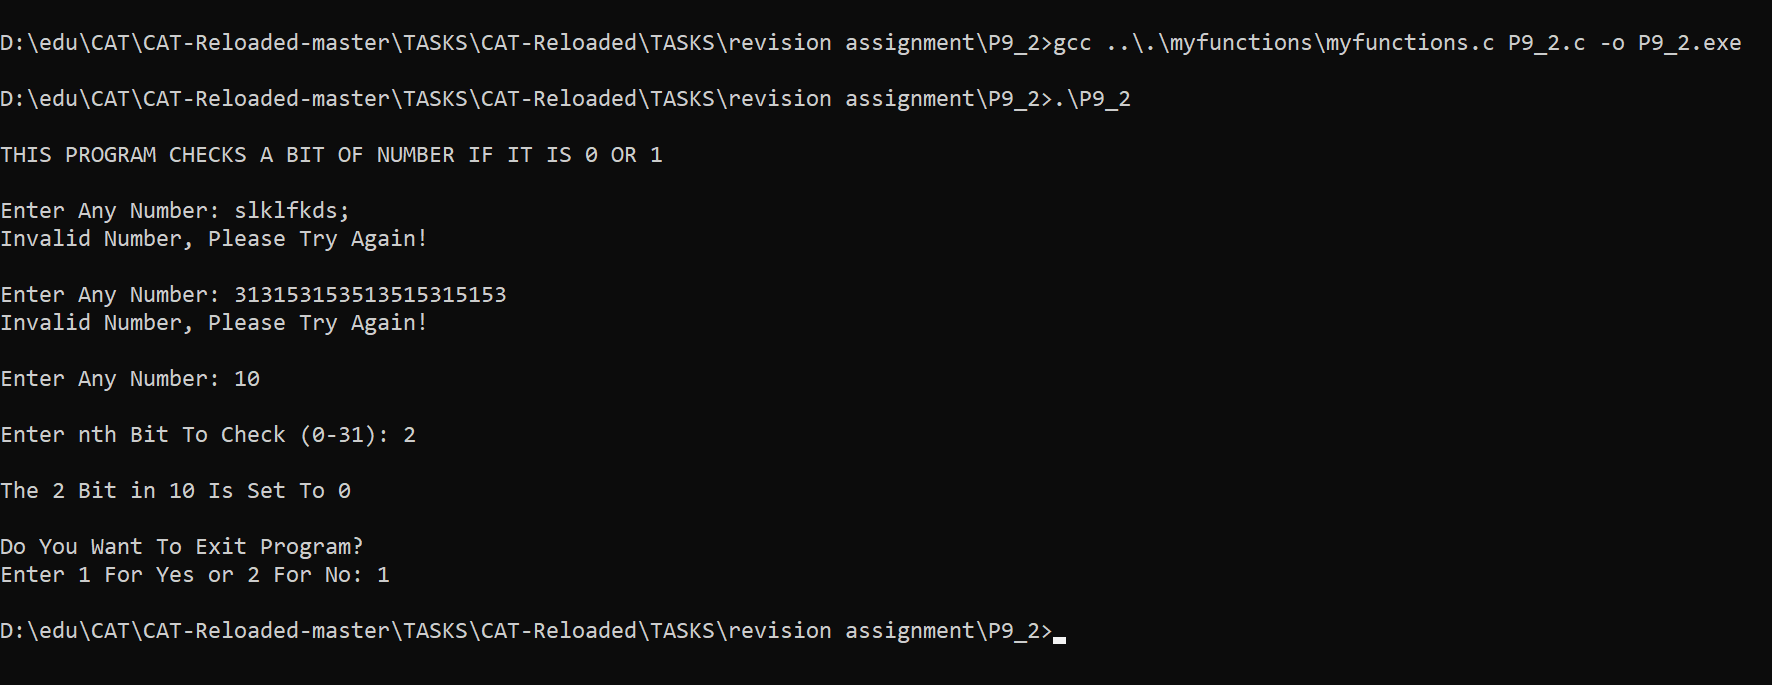 D:\edu\CAT\CAT-Reloaded-master\TASKS\CAT-Reloaded\TASKS\revision assignment\P9_2>gcc ..\.\myfunctions\myfunctions.c P9_2.c -o P9_2.exe
D:\edu\CAT\CAT-Reloaded-master\TASKS\CAT-Reloaded\TASKS\revision assignment\P9_2>.\P9_2
THIS PROGRAM CHECKS A BIT OF NUMBER IF IT IS 0 OR 1
Enter Any Number: slklfkds;
Invalid Number, Please Try Again!
Enter Any Number: 313153153513515315153
Invalid Number, Please Try Again!
Enter Any Number: 10
Enter nth Bit To Check (0-31): 2
The 2 Bit in 10 Is Set To 0
Do You Want To Exit Program?
Enter 1 For Yes or 2 For No: 1
D:\edu\CAT\CAT-Reloaded-master\TASKS\CAT-Reloaded\TASKS\revision assignment\P9_2>